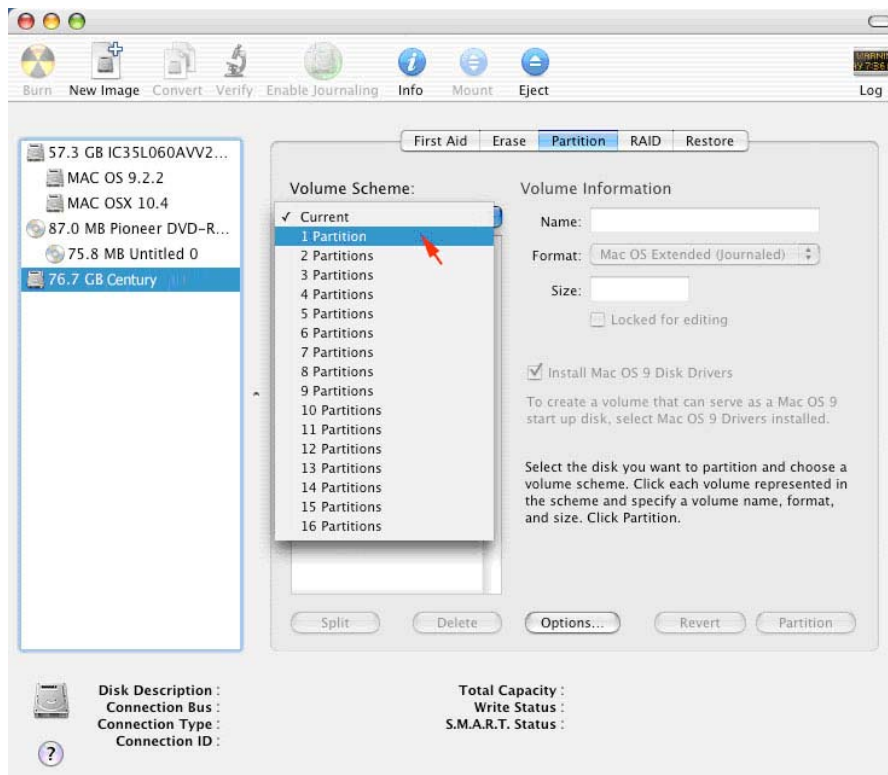 Burn New Image Convert Verify Enable Journaling Info Mount Eject Log
57.3 GB IC35L060AVV2...
MAC OS 9.2.2
MAC OSX 10.4
87.0 MB Pioneer DVD-R...
75.8 MB Untitled 0
76.7 GB Century
First Aid Erase Partition RAID Restore
Volume Scheme:
✓ Current
1 Partition
2 Partitions
3 Partitions
4 Partitions
5 Partitions
6 Partitions
7 Partitions
8 Partitions
9 Partitions
10 Partitions
11 Partitions
12 Partitions
13 Partitions
14 Partitions
15 Partitions
16 Partitions
Volume Information
Name:
Format: Mac OS Extended (Journaled)
Size:
Locked for editing
Install Mac OS 9 Disk Drivers
To create a volume that can serve as a Mac OS 9
start up disk, select Mac OS 9 Drivers installed.
Select the disk you want to partition and choose a
volume scheme. Click each volume represented in
the scheme and specify a volume name, format,
and size. Click Partition.
Split Delete Options... Revert Partition
Disk Description :
Connection Bus :
Connection Type :
Connection ID :
Total Capacity :
Write Status :
S.M.A.R.T. Status :
?